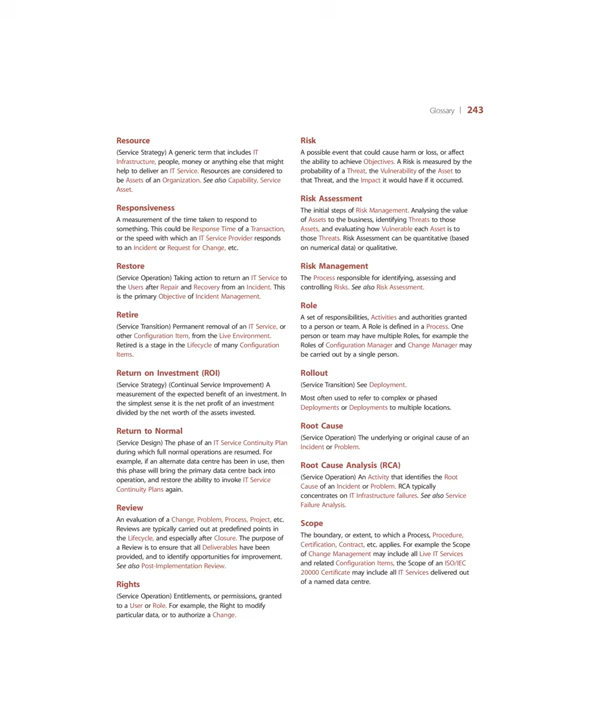 Glossary | 243
Resource
(Service Strategy) A generic term that includes IT
Infrastructure, people, money or anything else that might
help to deliver an IT Service. Resources are considered to
be Assets of an Organization. See also Capability, Service
Asset.
Responsiveness
A measurement of the time taken to respond to
something. This could be Response Time of a Transaction,
or the speed with which an IT Service Provider responds
to an Incident or Request for Change, etc.
Restore
(Service Operation) Taking action to return an IT Service to
the Users after Repair and Recovery from an Incident. This
is the primary Objective of Incident Management.
Retire
(Service Transition) Permanent removal of an IT Service, or
other Configuration Item, from the Live Environment.
Retired is a stage in the Lifecycle of many Configuration
Items.
Return on Investment (ROI)
(Service Strategy) (Continual Service Improvement) A
measurement of the expected benefit of an investment. In
the simplest sense it is the net profit of an investment
divided by the net worth of the assets invested.
Return to Normal
(Service Design) The phase of an IT Service Continuity Plan
during which full normal operations are resumed. For
example, if an alternate data centre has been in use, then
this phase will bring the primary data centre back into
operation, and restore the ability to invoke IT Service
Continuity Plans again.
Review
An evaluation of a Change, Problem, Process, Project, etc.
Reviews are typically carried out at predefined points in
the Lifecycle, and especially after Closure. The purpose of
a Review is to ensure that all Deliverables have been
provided, and to identify opportunities for improvement.
See also Post-Implementation Review.
Rights
(Service Operation) Entitlements, or permissions, granted
to a User or Role. For example, the Right to modify
particular data, or to authorize a Change.
Risk
A possible event that could cause harm or loss, or affect
the ability to achieve Objectives. A Risk is measured by the
probability of a Threat, the Vulnerability of the Asset to
that Threat, and the Impact it would have if it occurred.
Risk Assessment
The initial steps of Risk Management. Analysing the value
of Assets to the business, identifying Threats to those
Assets, and evaluating how Vulnerable each Asset is to
those Threats. Risk Assessment can be quantitative (based
on numerical data) or qualitative.
Risk Management
The Process responsible for identifying, assessing and
controlling Risks. See also Risk Assessment.
Role
A set of responsibilities, Activities and authorities granted
to a person or team. A Role is defined in a Process. One
person or team may have multiple Roles, for example the
Roles of Configuration Manager and Change Manager may
be carried out by a single person.
Rollout
(Service Transition) See Deployment.
Most often used to refer to complex or phased
Deployments or Deployments to multiple locations.
Root Cause
(Service Operation) The underlying or original cause of an
Incident or Problem.
Root Cause Analysis (RCA)
(Service Operation) An Activity that identifies the Root
Cause of an Incident or Problem. RCA typically
concentrates on IT Infrastructure failures. See also Service
Failure Analysis.
Scope
The boundary, or extent, to which a Process, Procedure,
Certification, Contract, etc. applies. For example the Scope
of Change Management may include all Live IT Services
and related Configuration Items, the Scope of an ISO/IEC
20000 Certificate may include all IT Services delivered out
of a named data centre.